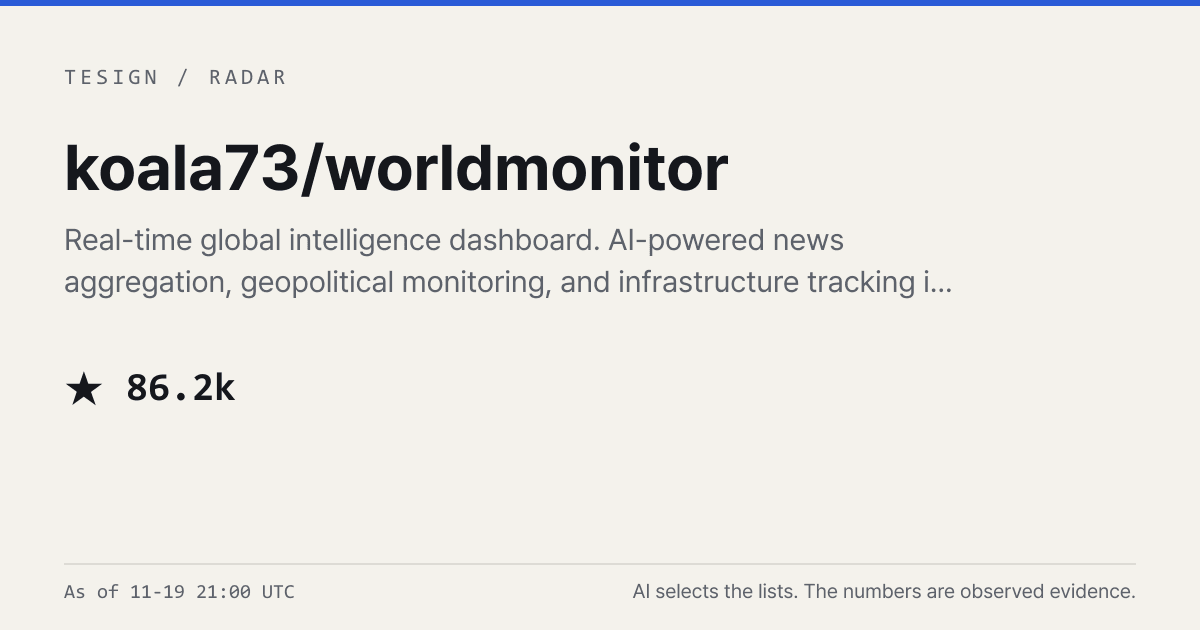 TESIGN / RADAR
koala73/worldmonitor
Real-time global intelligence dashboard. AI-powered news
aggregation, geopolitical monitoring, and infrastructure tracking i...
★ 86.2k
As of 11-19 21:00 UTC
AI selects the lists. The numbers are observed evidence.